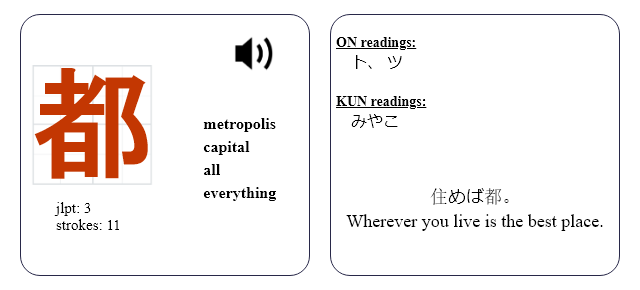 都
metropolis
capital
all
everything
jlpt: 3
strokes: 11
ON readings:
ト、 ツ
KUN readings:
みやこ
住めば都。
Wherever you live is the best place.